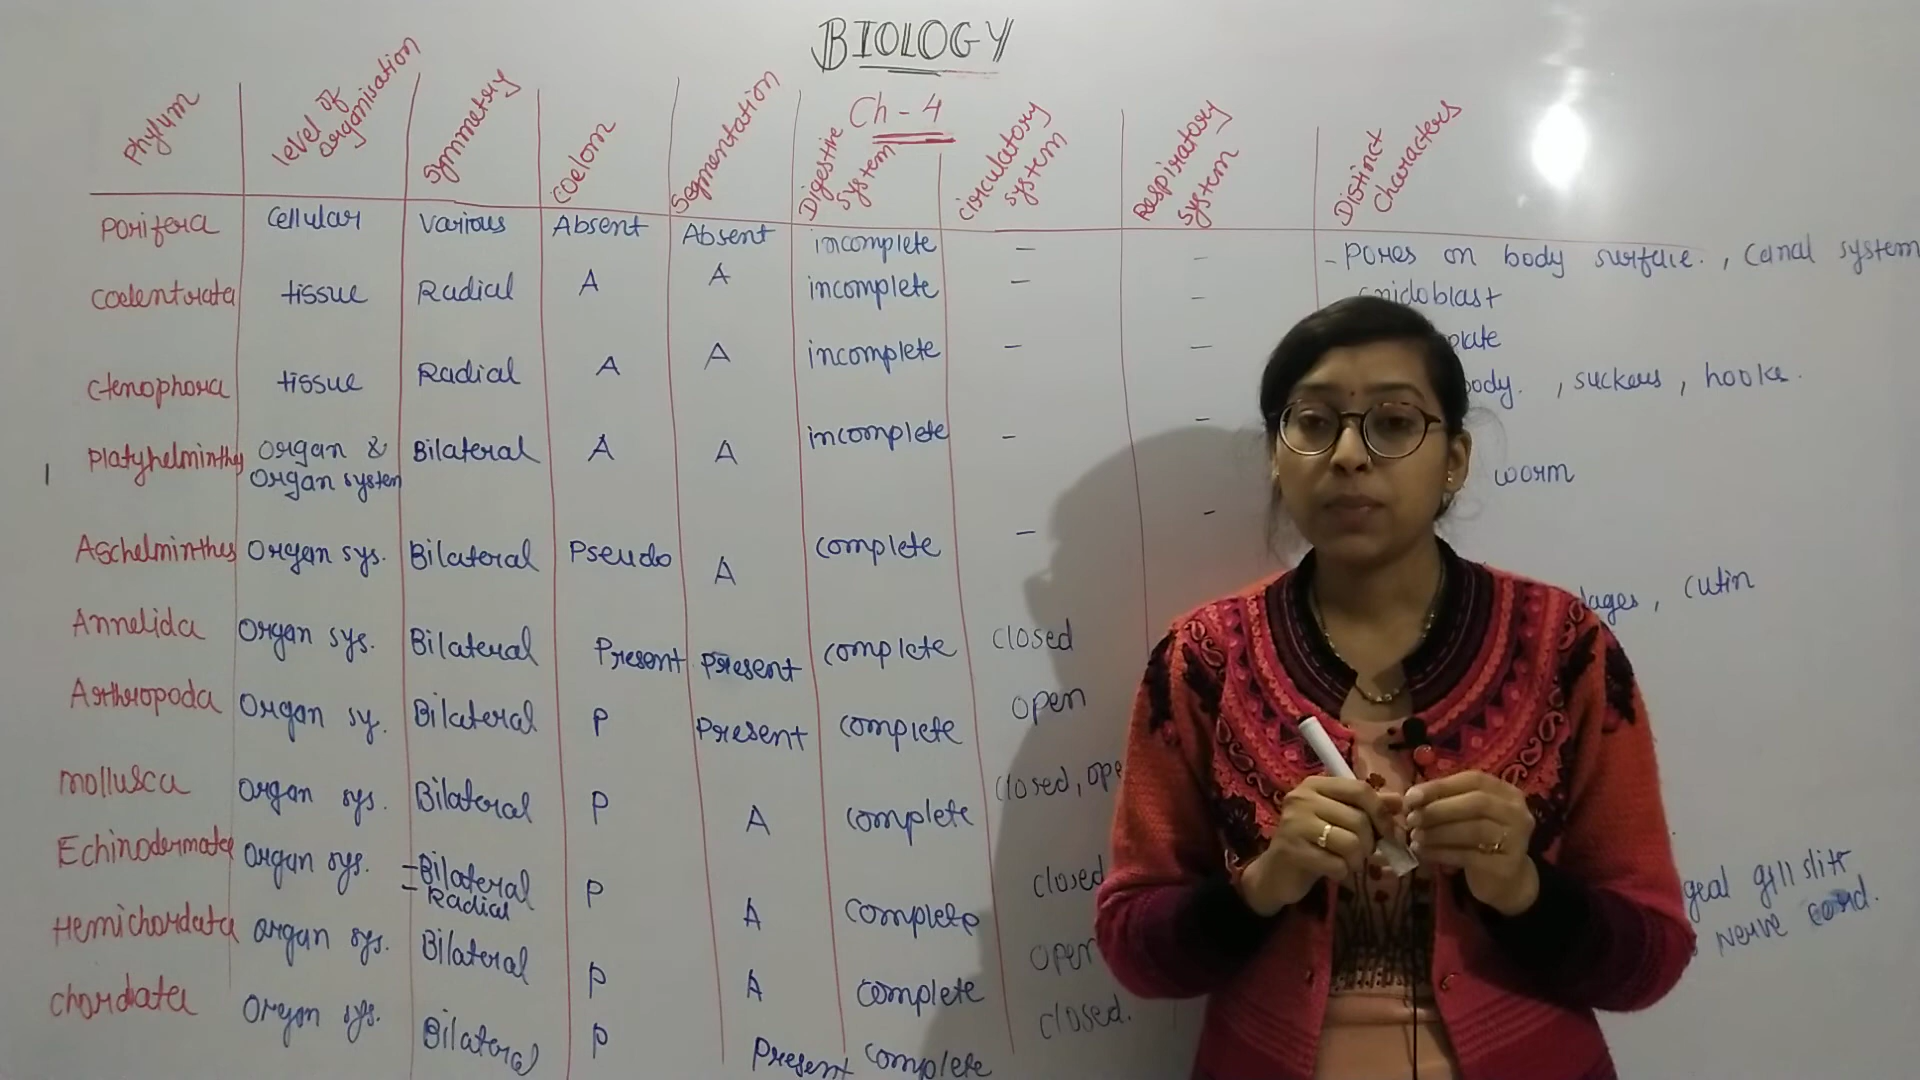 BIOLOGY
Ch - 4
Phylum level of organisation Symmetry Coelom Segmentation Digestive System Circulatory system Respiratory System Distinct Characters
Porifera Cellular Various Absent Absent incomplete – – - Pores on body surface. , Canal system
Coelentrata tissue Radial A A incomplete – – cnidoblast
Ctenophora tissue Radial A A incomplete – –
Platyhelminthes Organ & Organ system Bilateral A A incomplete – – body. , suckers , hooks.
Aschelminthes Organ sys. Bilateral Pseudo A complete – – worm
Annelida Organ sys. Bilateral Present Present complete closed
Arthropoda Organ sy. Bilateral P Present complete open , cutin
Mollusca Organ sys. Bilateral P A complete closed,
Echinodermata Organ sys. - Bilateral - Radial P A complete closed
Hemichordata Organ sys. Bilateral P A complete open gill slits
Chordata Organ sys. Bilateral P Present complete closed. nerve cord.